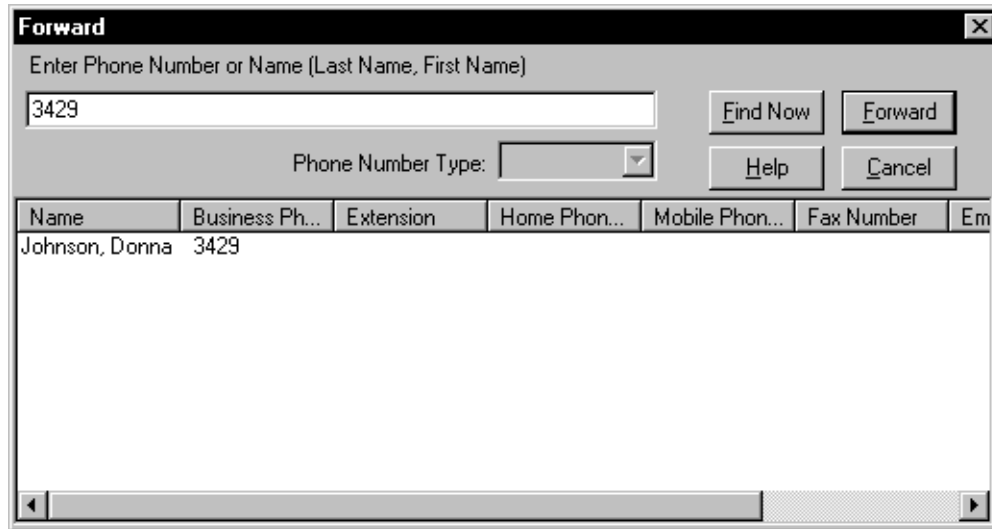 Forward
Enter Phone Number or Name (Last Name, First Name)
3429
Find Now
Forward
Phone Number Type:
Help
Cancel
Name Business Ph... Extension Home Phon... Mobile Phon... Fax Number Em
Johnson, Donna 3429